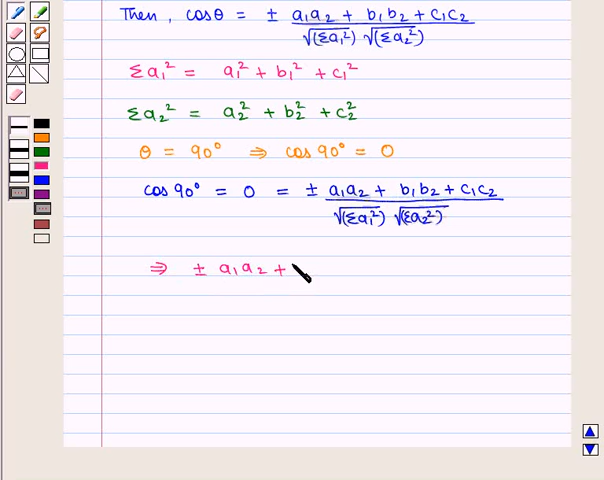 Then, cosθ = ± a₁a₂ + b₁b₂ + c₁c₂ / √(Σa₁²) √(Σa₂²)
Σa₁² = a₁² + b₁² + c₁²
Σa₂² = a₂² + b₂² + c₂²
θ = 90° ⇒ cos 90° = 0
cos 90° = 0 = ± a₁a₂ + b₁b₂ + c₁c₂ / √(Σa₁²) √(Σa₂²)
⇒ ± a₁a₂ +